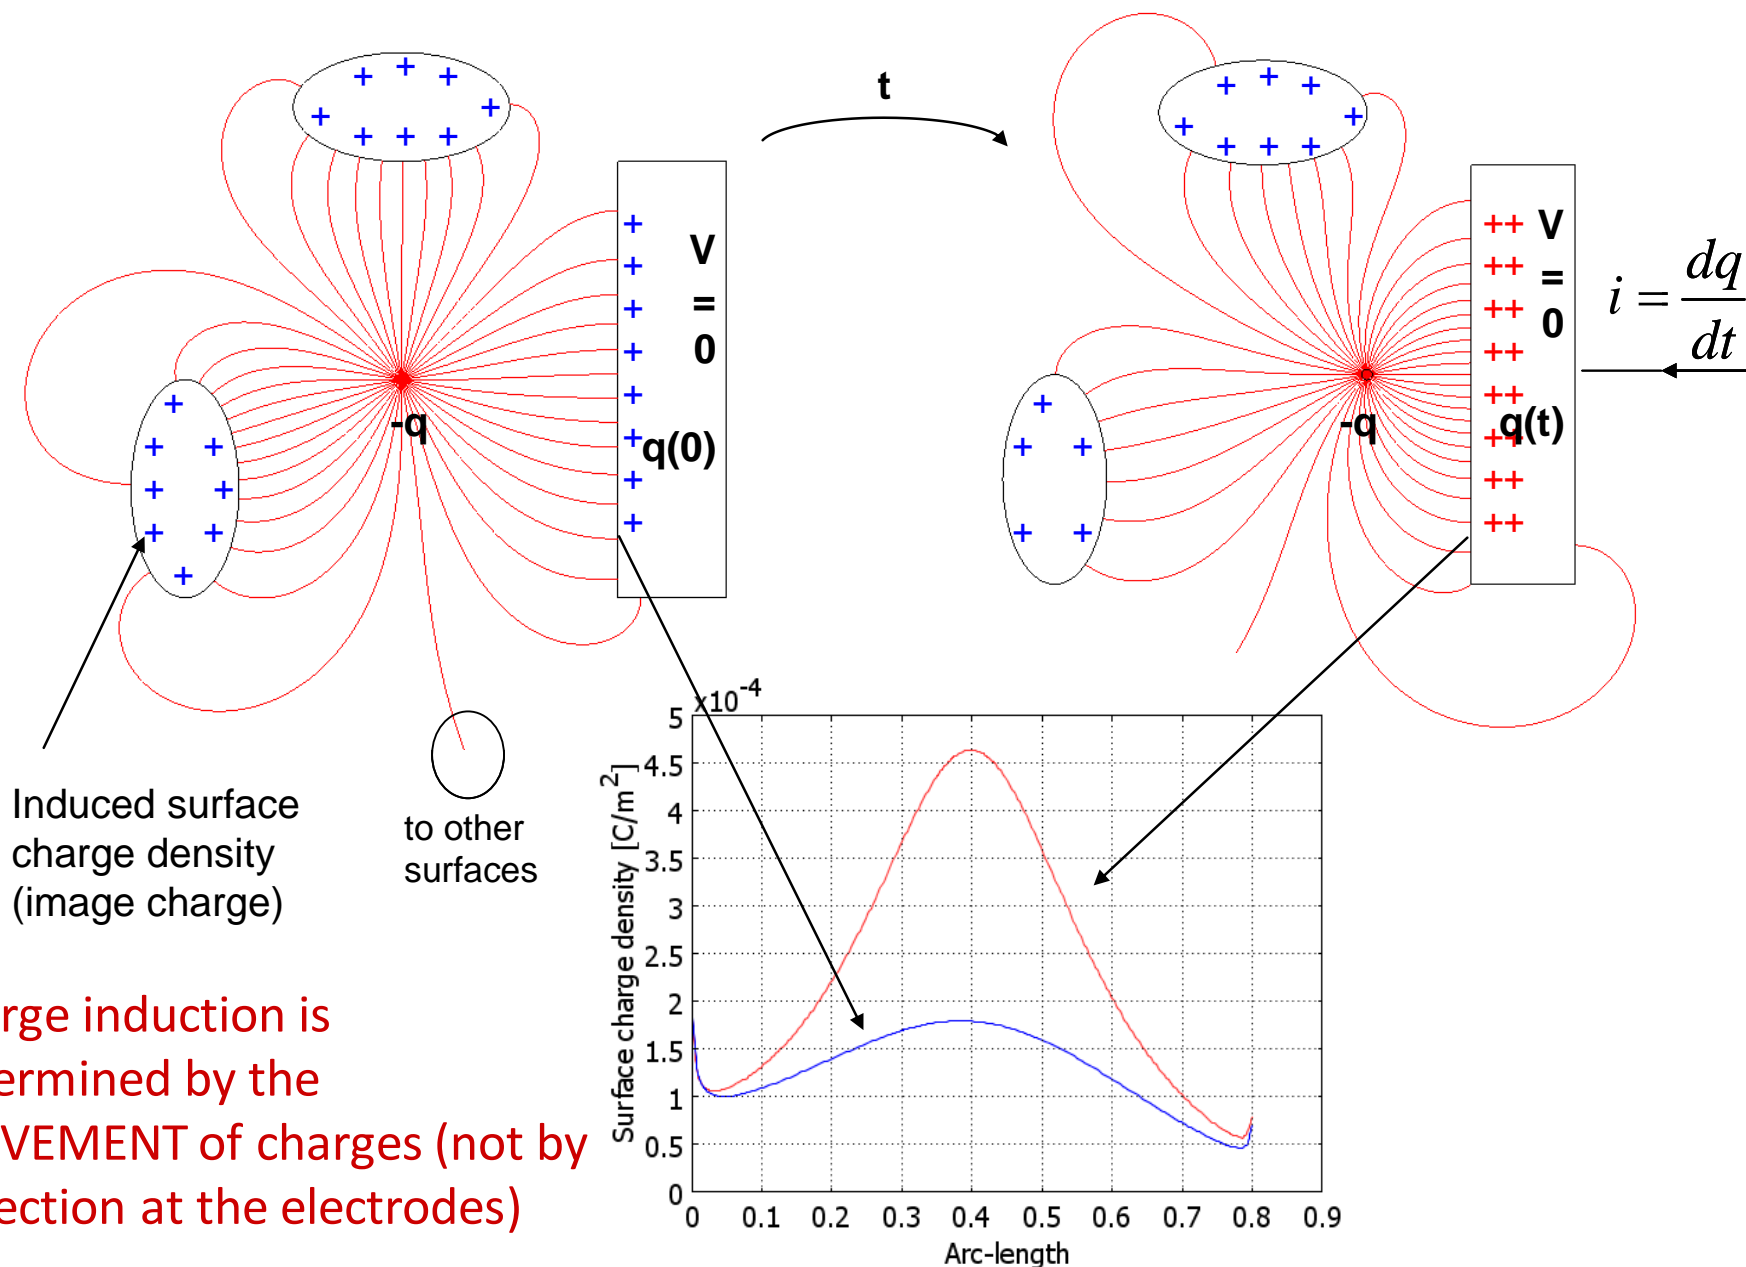 t
V
=
0
-q
q(0)
V
=
0
-q
q(t)
i = dq/dt
Induced surface
charge density
(image charge)
to other
surfaces
rge induction is
ermined by the
VEMENT of charges (not by
ection at the electrodes)
x10^-4
5
4.5
4
3.5
3
2.5
2
1.5
1
0.5
0
Surface charge density [C/m^2]
0 0.1 0.2 0.3 0.4 0.5 0.6 0.7 0.8 0.9
Arc-length